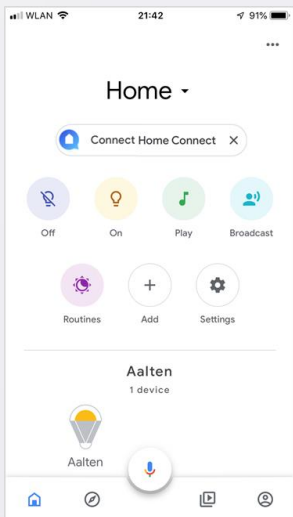 WLAN 21:42 91%
Home
Connect Home Connect
Off On Play Broadcast
Routines Add Settings
Aalten
1 device
Aalten